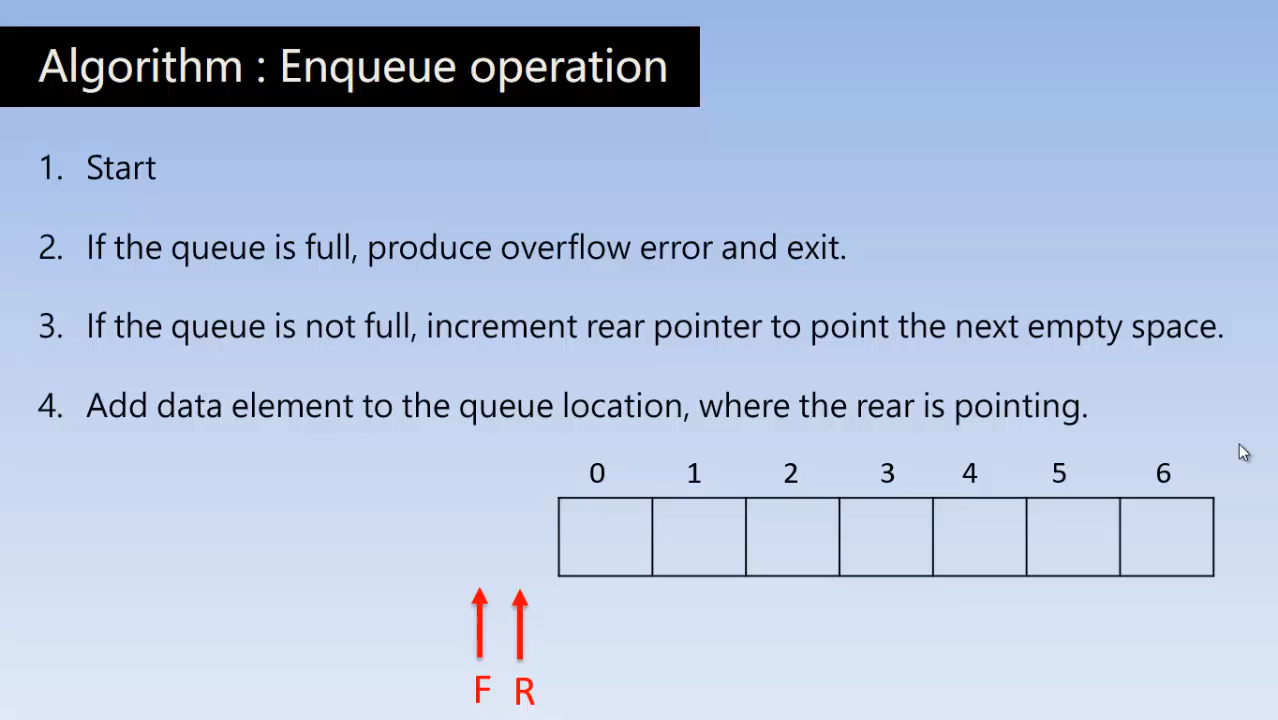 Algorithm : Enqueue operation
1. Start
2. If the queue is full, produce overflow error and exit.
3. If the queue is not full, increment rear pointer to point the next empty space.
4. Add data element to the queue location, where the rear is pointing.
0 1 2 3 4 5 6
F R